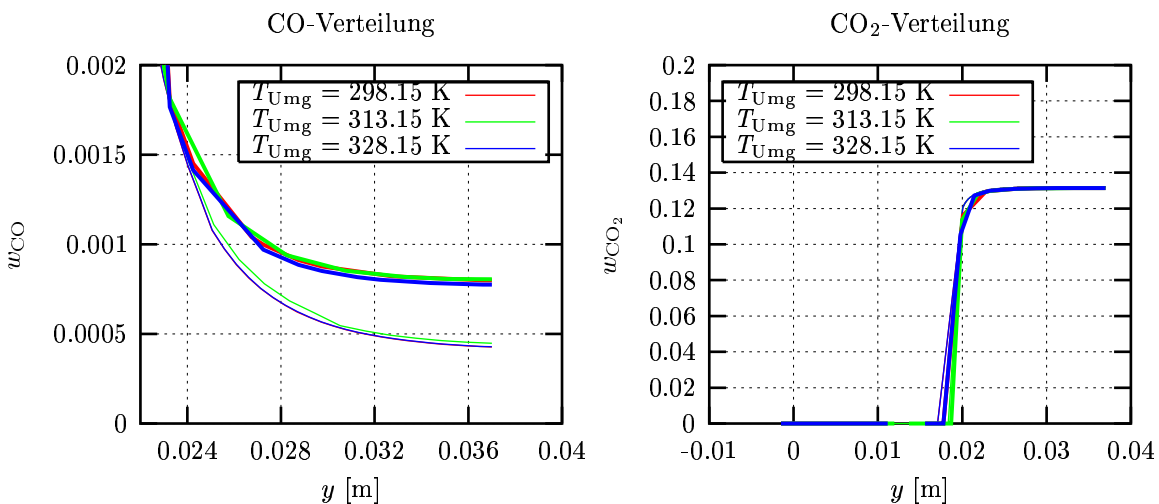 CO-Verteilung
0.002
0.0015
0.001
0.0005
0
w_CO
T_Umg = 298.15 K
T_Umg = 313.15 K
T_Umg = 328.15 K
0.024 0.028 0.032 0.036 0.04
y [m]
CO₂-Verteilung
0.2
0.18
0.16
0.14
0.12
0.1
0.08
0.06
0.04
0.02
0
w_CO₂
T_Umg = 298.15 K
T_Umg = 313.15 K
T_Umg = 328.15 K
-0.01 0 0.01 0.02 0.03 0.04
y [m]